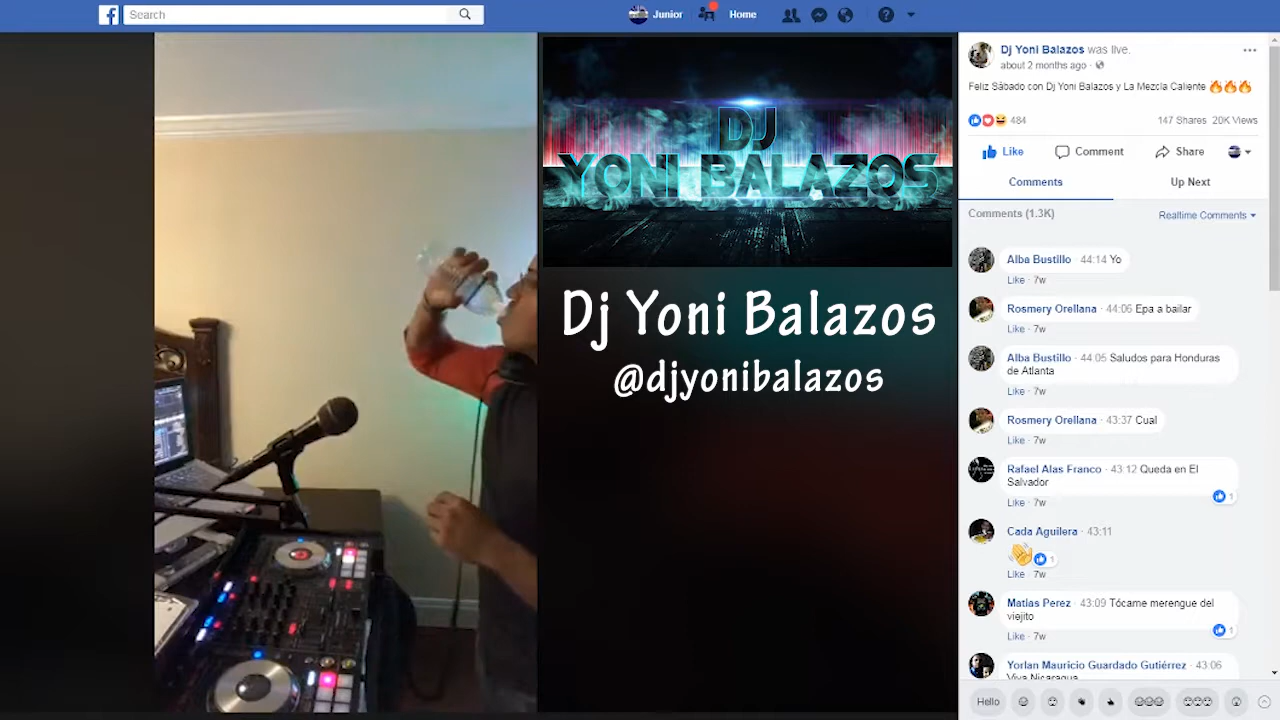 Search
Junior
Home
DJ
YONI BALAZOS
Dj Yoni Balazos
@djyonibalazos
Dj Yoni Balazos was live.
about 2 months ago ·
Feliz Sábado con Dj Yoni Balazos y La Mezcla Caliente 🔥🔥🔥
484
147 Shares 20K Views
Like Comment Share
Comments Up Next
Comments (1.3K) Realtime Comments
Alba Bustillo · 44:14 Yo
Like · 7w
Rosmery Orellana · 44:06 Epa a bailar
Like · 7w
Alba Bustillo · 44:05 Saludos para Honduras
de Atlanta
Like · 7w
Rosmery Orellana · 43:37 Cual
Like · 7w
Rafael Alas Franco · 43:12 Queda en El
Salvador
1
Like · 7w
Cada Aguilera · 43:11
👋 1
Like · 7w
Matias Perez · 43:09 Tócame merengue del
viejito
1
Like · 7w
Yorlan Mauricio Guardado Gutiérrez · 43:06
Viva Nicaragua
Hello